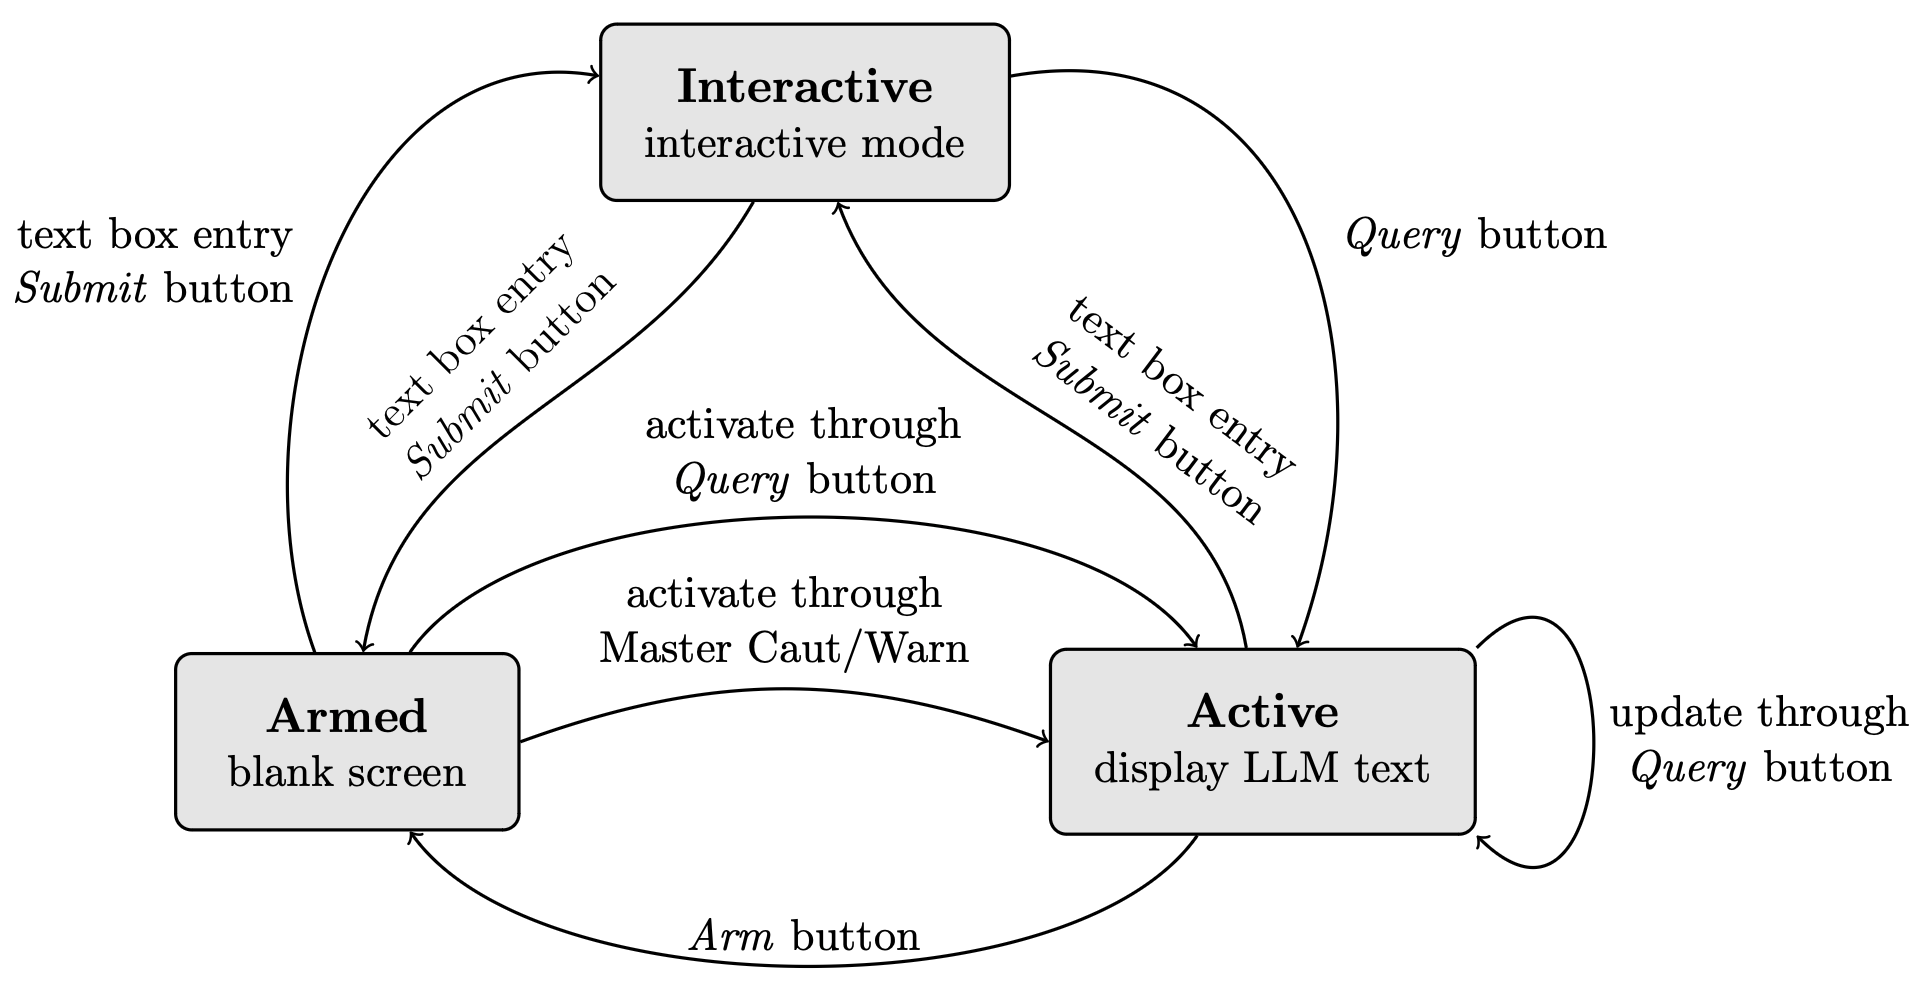 Interactive
interactive mode
text box entry
Submit button
Query button
text box entry
Submit button
text box entry
Submit button
activate through
Query button
activate through
Master Caut/Warn
Armed
blank screen
Active
display LLM text
update through
Query button
Arm button